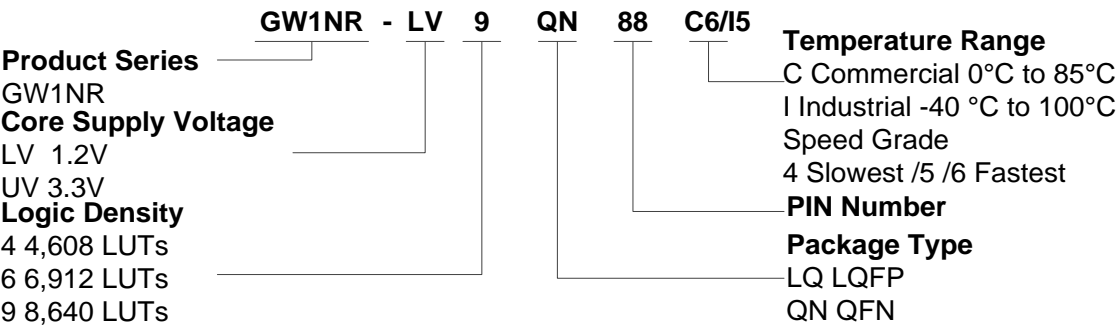 GW1NR - LV 9 QN 88 C6/I5
Product Series
GW1NR
Core Supply Voltage
LV 1.2V
UV 3.3V
Logic Density
4 4,608 LUTs
6 6,912 LUTs
9 8,640 LUTs
Temperature Range
C Commercial 0°C to 85°C
I Industrial -40 °C to 100°C
Speed Grade
4 Slowest /5 /6 Fastest
PIN Number
Package Type
LQ LQFP
QN QFN